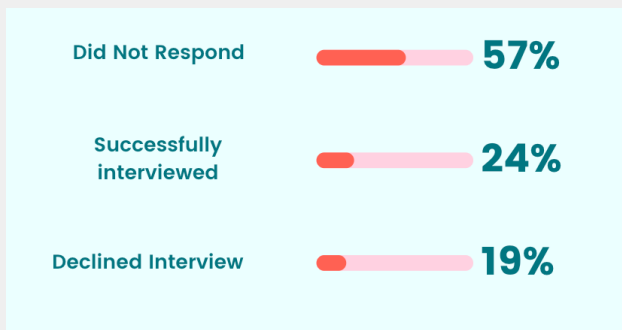 Did Not Respond
57%
Successfully
interviewed
24%
Declined Interview
19%